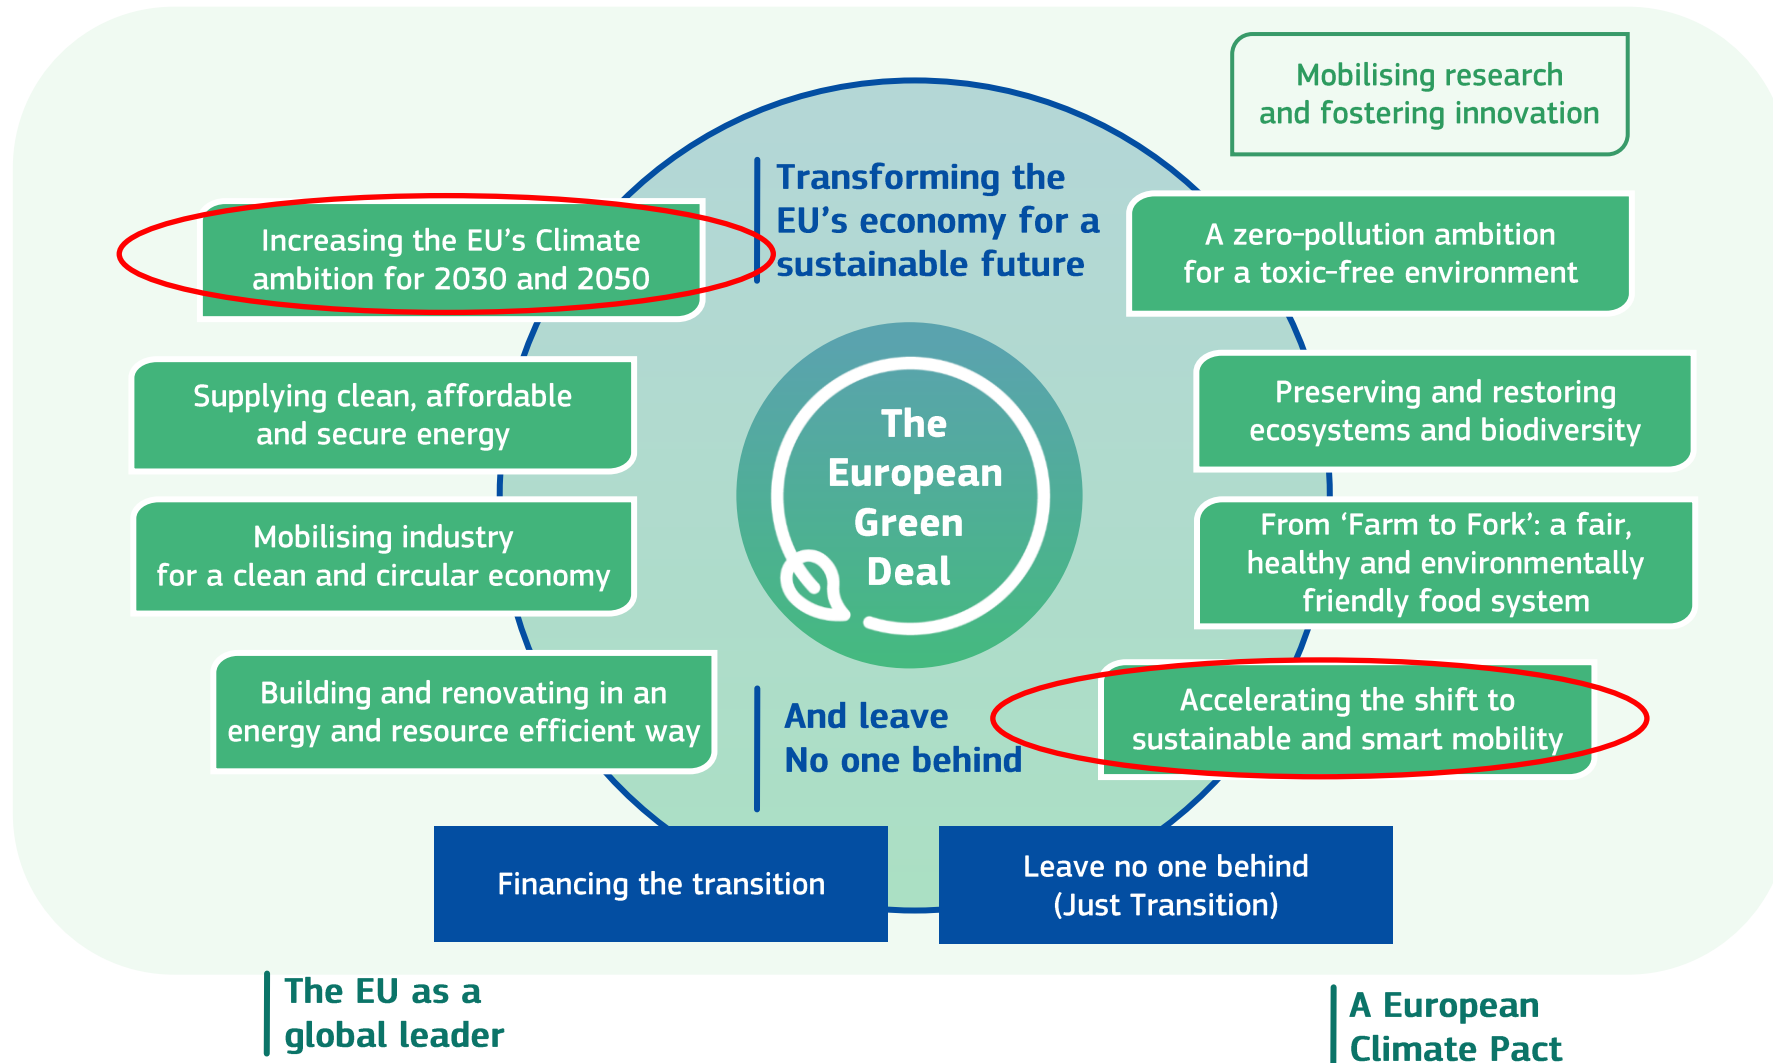 Mobilising research
and fostering innovation
Transforming the
EU’s economy for a
sustainable future
Increasing the EU’s Climate
ambition for 2030 and 2050
A zero-pollution ambition
for a toxic-free environment
Supplying clean, affordable
and secure energy
Preserving and restoring
ecosystems and biodiversity
The
European
Green
Deal
Mobilising industry
for a clean and circular economy
From ‘Farm to Fork’: a fair,
healthy and environmentally
friendly food system
Building and renovating in an
energy and resource efficient way
And leave
No one behind
Accelerating the shift to
sustainable and smart mobility
Financing the transition
Leave no one behind
(Just Transition)
The EU as a
global leader
A European
Climate Pact